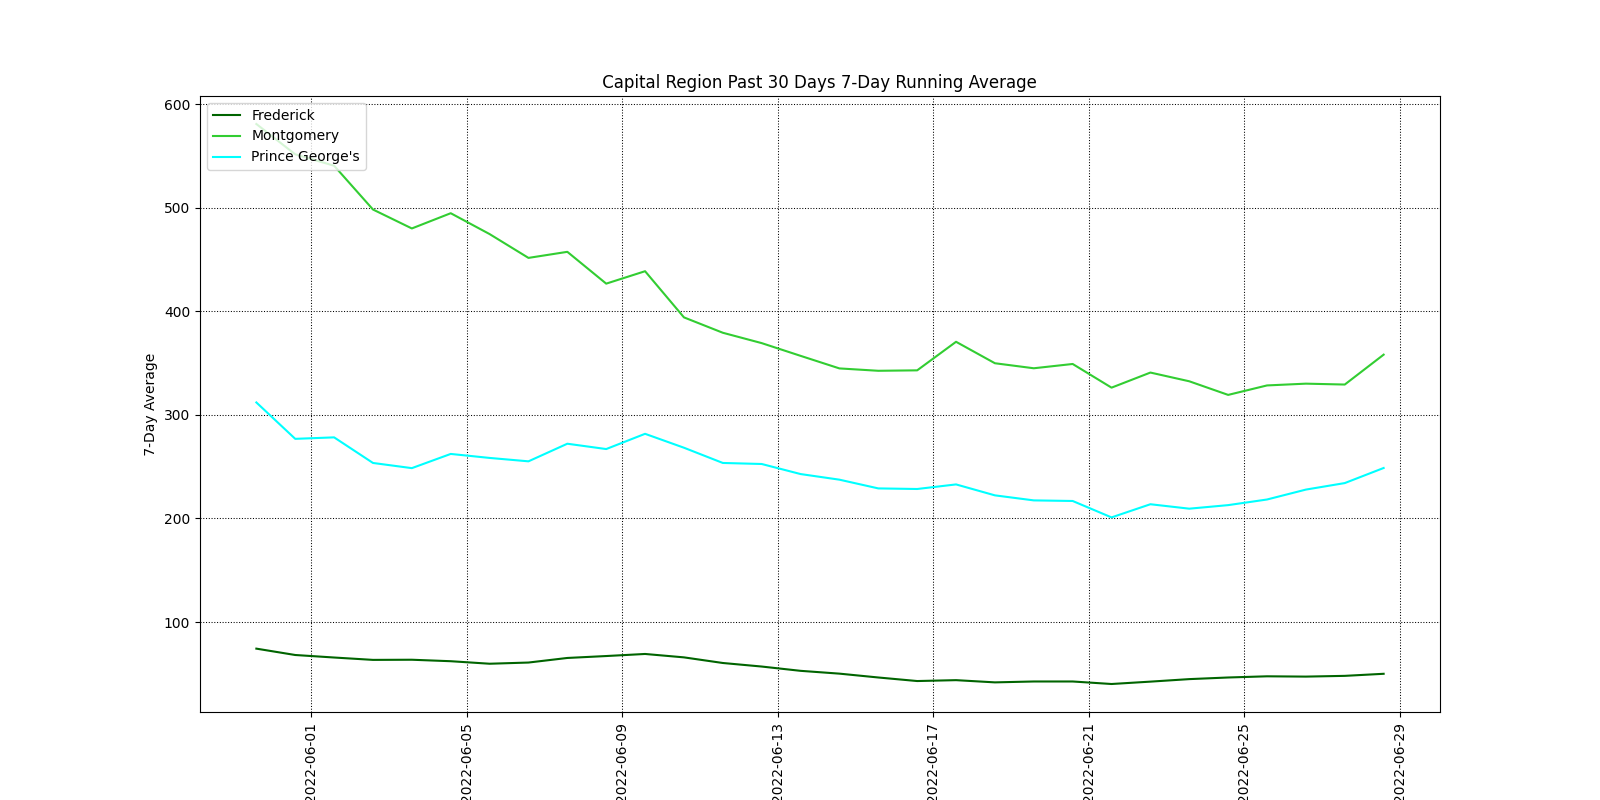 Capital Region Past 30 Days 7-Day Running Average
Frederick
Montgomery
Prince George's
7-Day Average
600
500
400
300
200
100
2022-06-01
2022-06-05
2022-06-09
2022-06-13
2022-06-17
2022-06-21
2022-06-25
2022-06-29